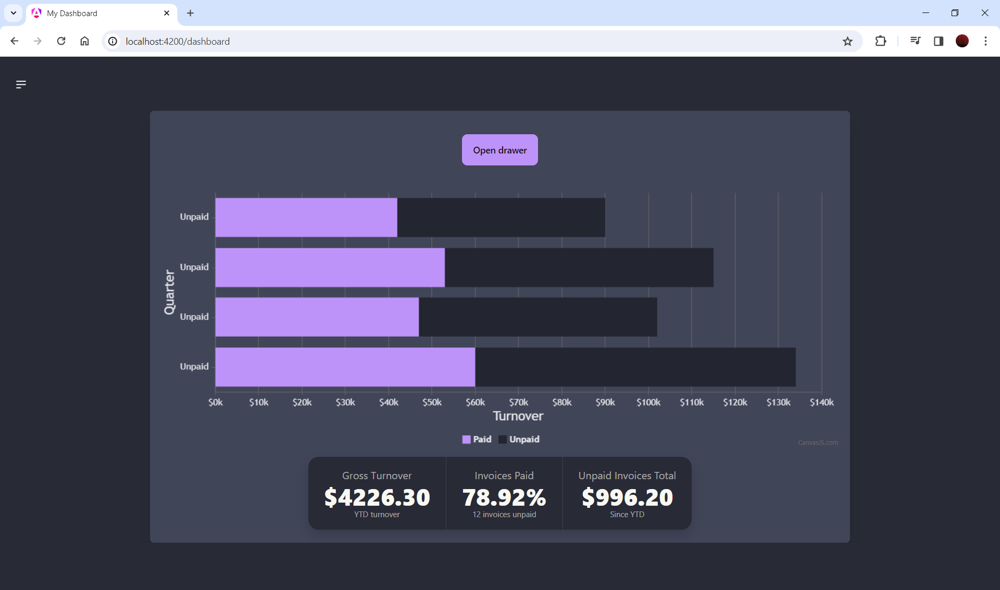 My Dashboard
localhost:4200/dashboard
Open drawer
Quarter
Unpaid
Unpaid
Unpaid
Unpaid
$0k $10k $20k $30k $40k $50k $60k $70k $80k $90k $100k $110k $120k $130k $140k
Turnover
Paid Unpaid
CanvasJS.com
Gross Turnover Invoices Paid Unpaid Invoices Total
$4226.30 78.92% $996.20
YTD turnover 12 invoices unpaid Since YTD